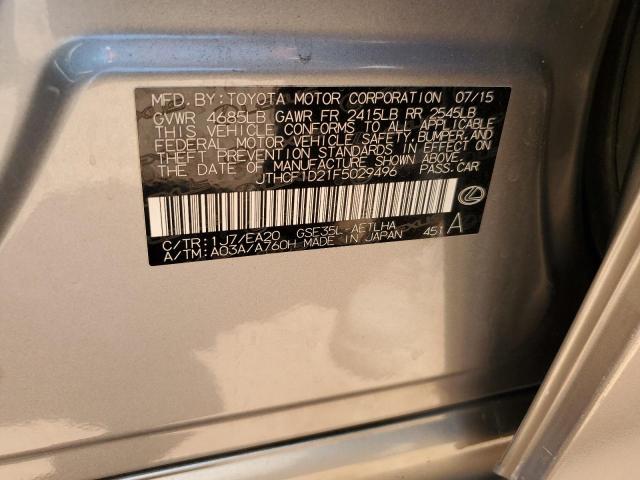 MFD.BY:TOYOTA MOTOR CORPORATION 07/15
GVWR 4685LB GAWR FR 2415LB RR 2545LB
THIS VEHICLE CONFORMS TO ALL APPLICABLE
FEDERAL MOTOR VEHICLE SAFETY,BUMPER,AND
THEFT PREVENTION STANDARDS IN EFFECT ON
THE DATE OF MANUFACTURE SHOWN ABOVE.
JTHCF1D21F5029496 PASS.CAR
C/TR:1J7/EA20 GSE35L-AETLHA
A/TM:A03A/A760H MADE IN JAPAN 451 A